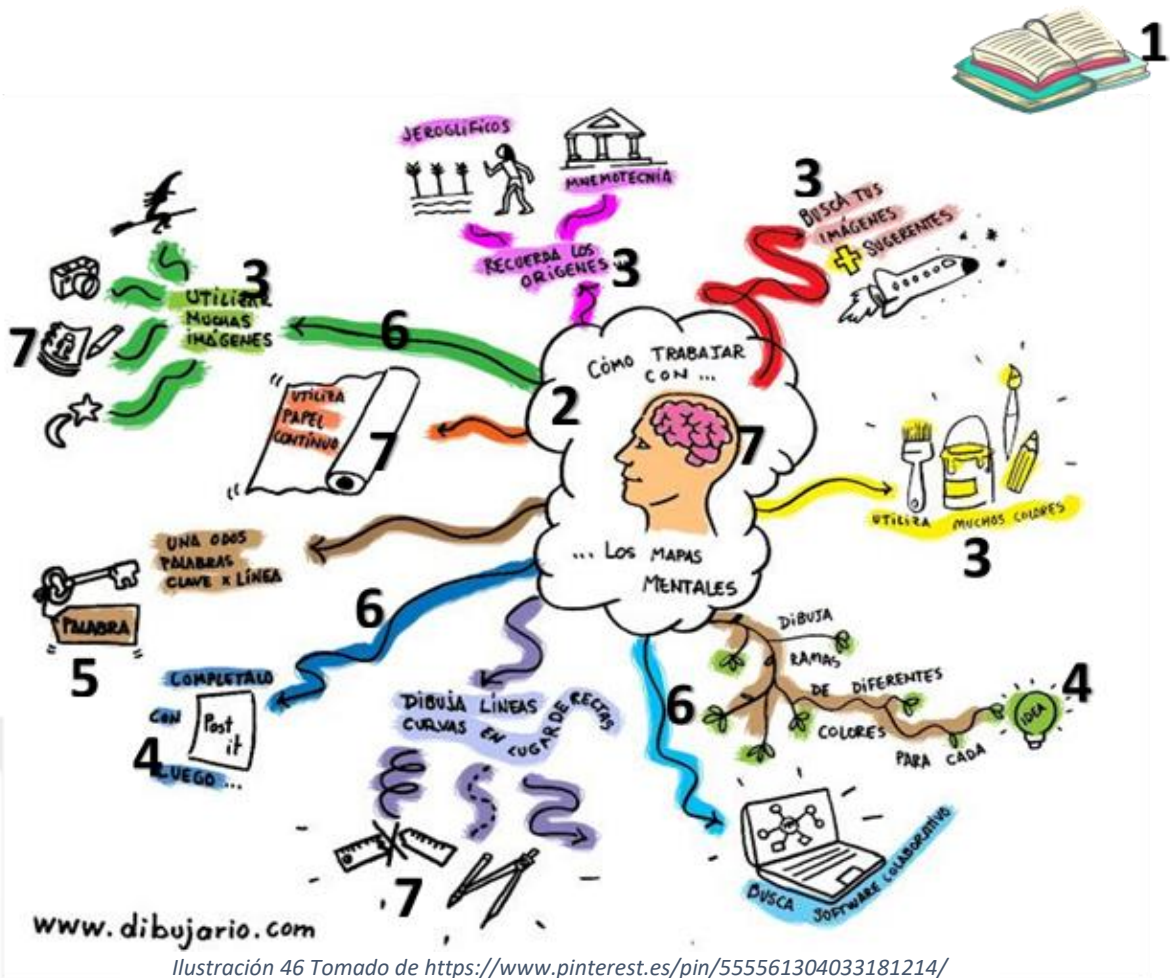 1
JEROGLÍFICOS
MNEMOTECNIA
RECUERDA LOS
ORÍGENES...
3
3
BUSCA TUS
IMÁGENES
+ SUGERENTES
3
UTILIZAR
MUCHAS
IMÁGENES
7
6
UTILIZA
PAPEL
CONTINUO
7
2
CÓMO TRABAJAR
CON ...
7
... LOS MAPAS
MENTALES
UTILIZA MUCHOS COLORES
3
UNA O DOS
PALABRAS
CLAVE X LÍNEA
PALABRA
5
6
COMPLETALO
CON
Post
it
4
LUEGO ...
DIBUJA LÍNEAS
CURVAS EN LUGAR DE RECTAS
7
DIBUJA
RAMAS
DE DIFERENTES
COLORES
PARA CADA
IDEA
4
6
BUSCA SOFTWARE COLABORATIVO
www.dibujario.com
Ilustración 46 Tomado de https://www.pinterest.es/pin/555561304033181214/